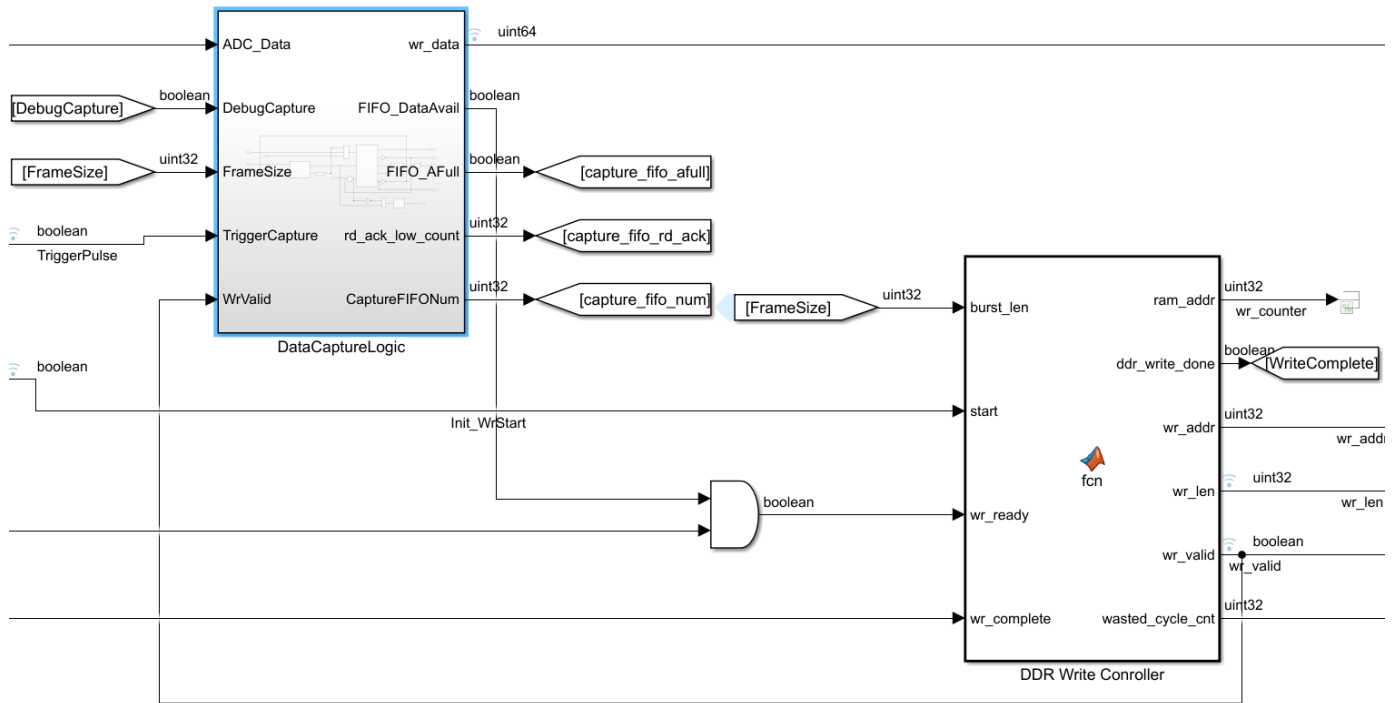 uint64
ADC_Data
wr_data
boolean
boolean
[DebugCapture]
DebugCapture
FIFO_DataAvail
uint32
boolean
[FrameSize]
FrameSize
FIFO_AFull
[capture_fifo_afull]
boolean
uint32
TriggerCapture
rd_ack_low_count
[capture_fifo_rd_ack]
TriggerPulse
uint32
WrValid
CaptureFIFONum
[capture_fifo_num]
DataCaptureLogic
[FrameSize]
uint32
burst_len
ram_addr
uint32
wr_counter
boolean
ddr_write_done
[WriteComplete]
boolean
Init_WrStart
start
uint32
wr_addr
wr_addr
fcn
uint32
wr_len
wr_len
boolean
wr_ready
boolean
wr_valid
wr_valid
uint32
wr_complete
wasted_cycle_cnt
DDR Write Conroller